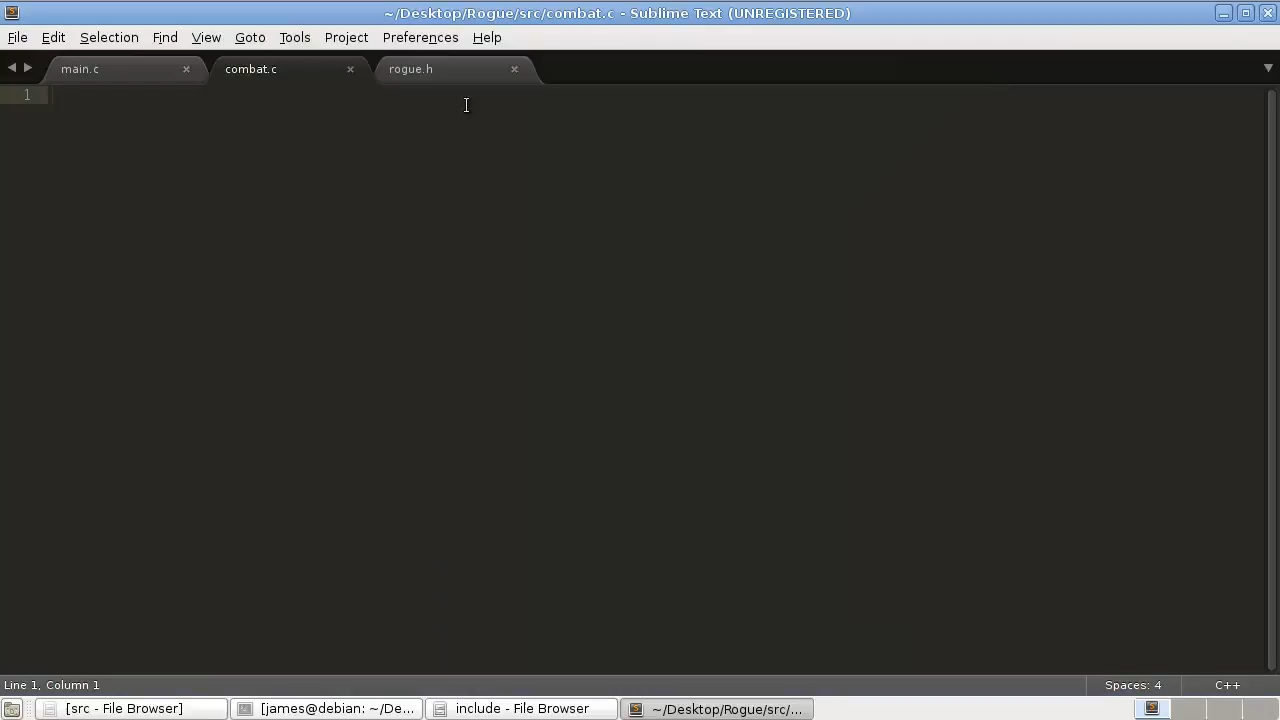 ~/Desktop/Rogue/src/combat.c - Sublime Text (UNREGISTERED)
File Edit Selection Find View Goto Tools Project Preferences Help
main.c combat.c rogue.h
1
Line 1, Column 1 Spaces: 4 C++
[src - File Browser] [james@debian: ~/De... include - File Browser ~/Desktop/Rogue/src/...